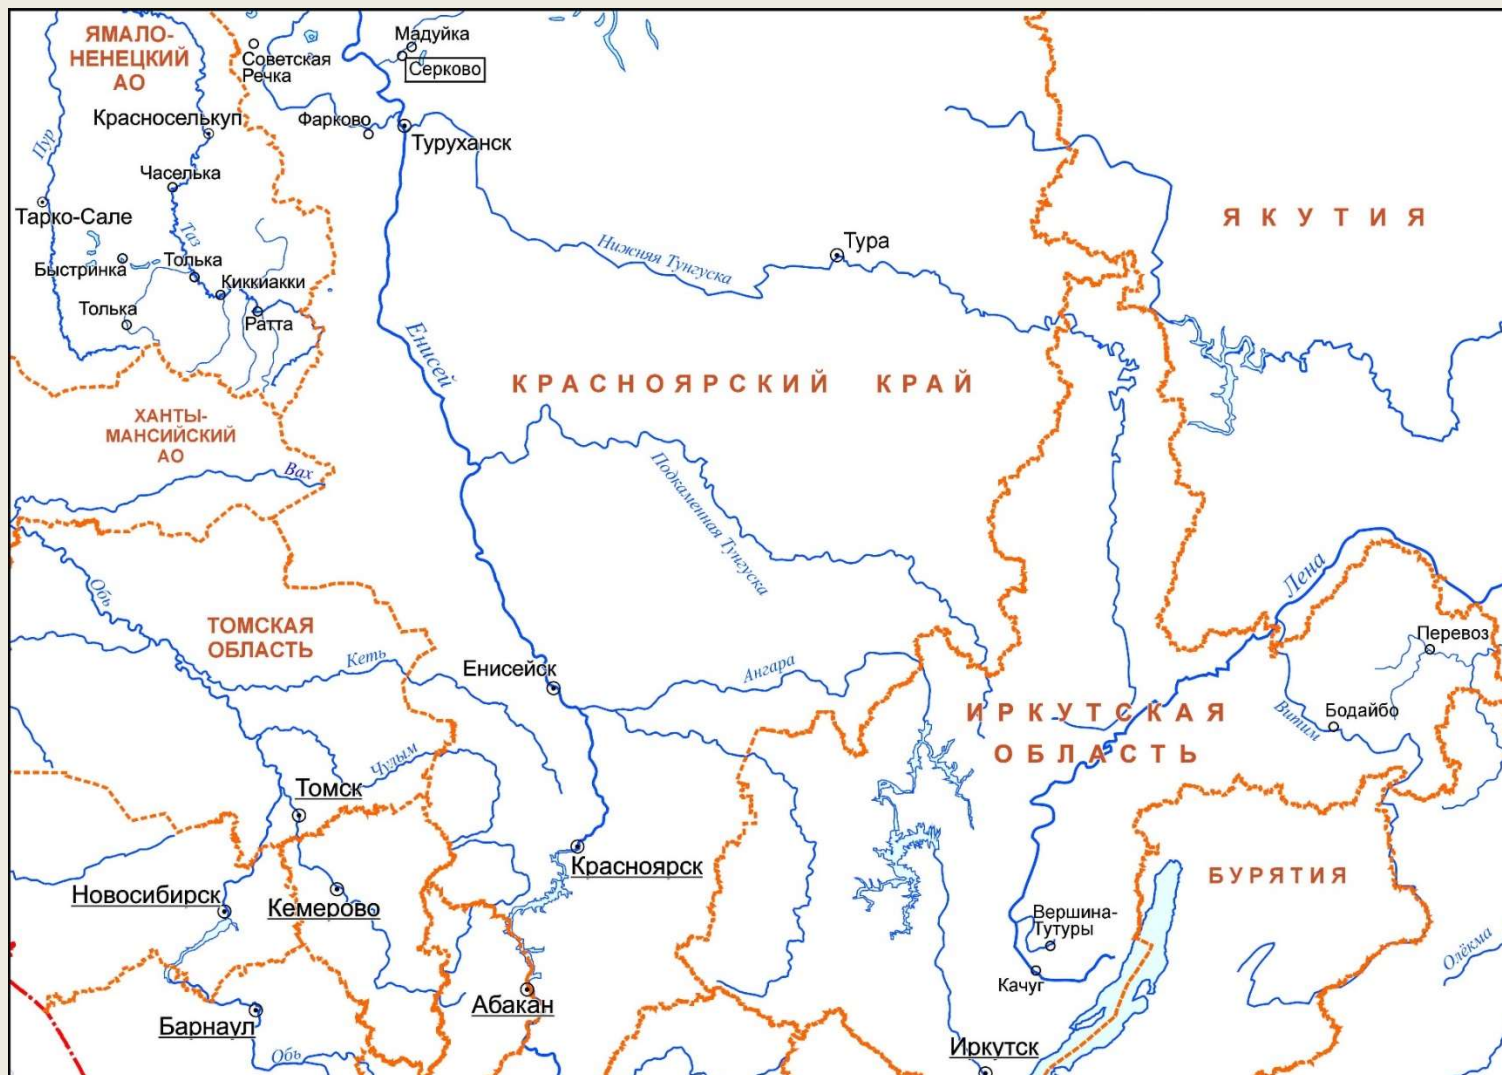 ЯМАЛО-
НЕНЕЦКИЙ
АО
Советская
Речка
Мадуйка
Серково
Красноселькуп
Фарково
Туруханск
Пур
Часелька
Тарко-Сале
Таз
Быстринка
Толька
Киккиакки
Толька
Ратта
Нижняя Тунгуска
Тура
ЯКУТИЯ
Енисей
КРАСНОЯРСКИЙ КРАЙ
ХАНТЫ-
МАНСИЙСКИЙ
АО
Вах
Подкаменная Тунгуска
Лена
Обь
ТОМСКАЯ
ОБЛАСТЬ
Кеть
Енисейск
Ангара
Перевоз
ИРКУТСКАЯ
ОБЛАСТЬ
Витим
Бодайбо
Чулым
Томск
Красноярск
Новосибирск
Кемерово
БУРЯТИЯ
Вершина-
Тутуры
Качуг
Олёкма
Абакан
Барнаул
Обь
Иркутск